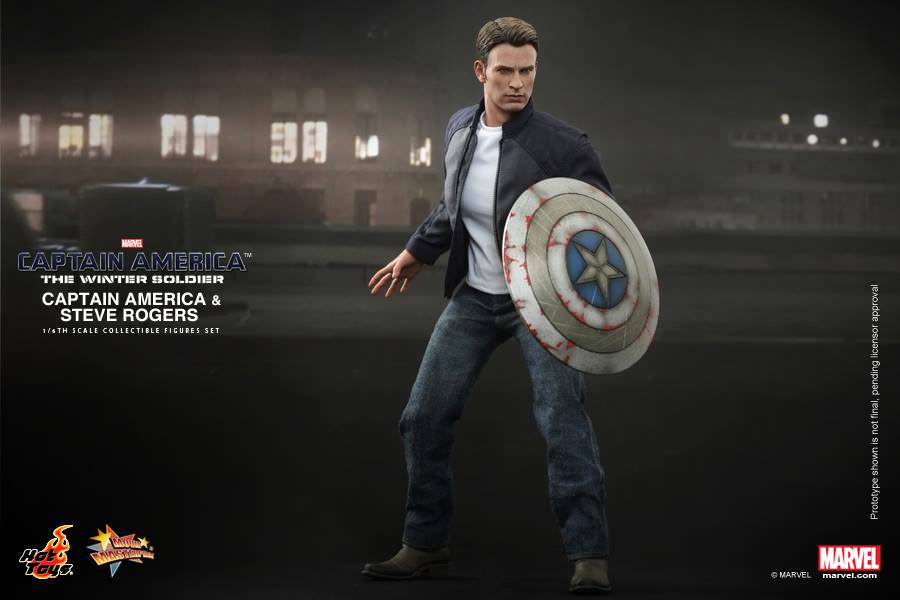 MARVEL
CAPTAIN AMERICA™
THE WINTER SOLDIER
CAPTAIN AMERICA &
STEVE ROGERS
1/6TH SCALE COLLECTIBLE FIGURES SET
Prototype shown is not final, pending licensor approval
Hot Toys
MOVIE MASTERPIECE
© MARVEL
MARVEL
marvel.com